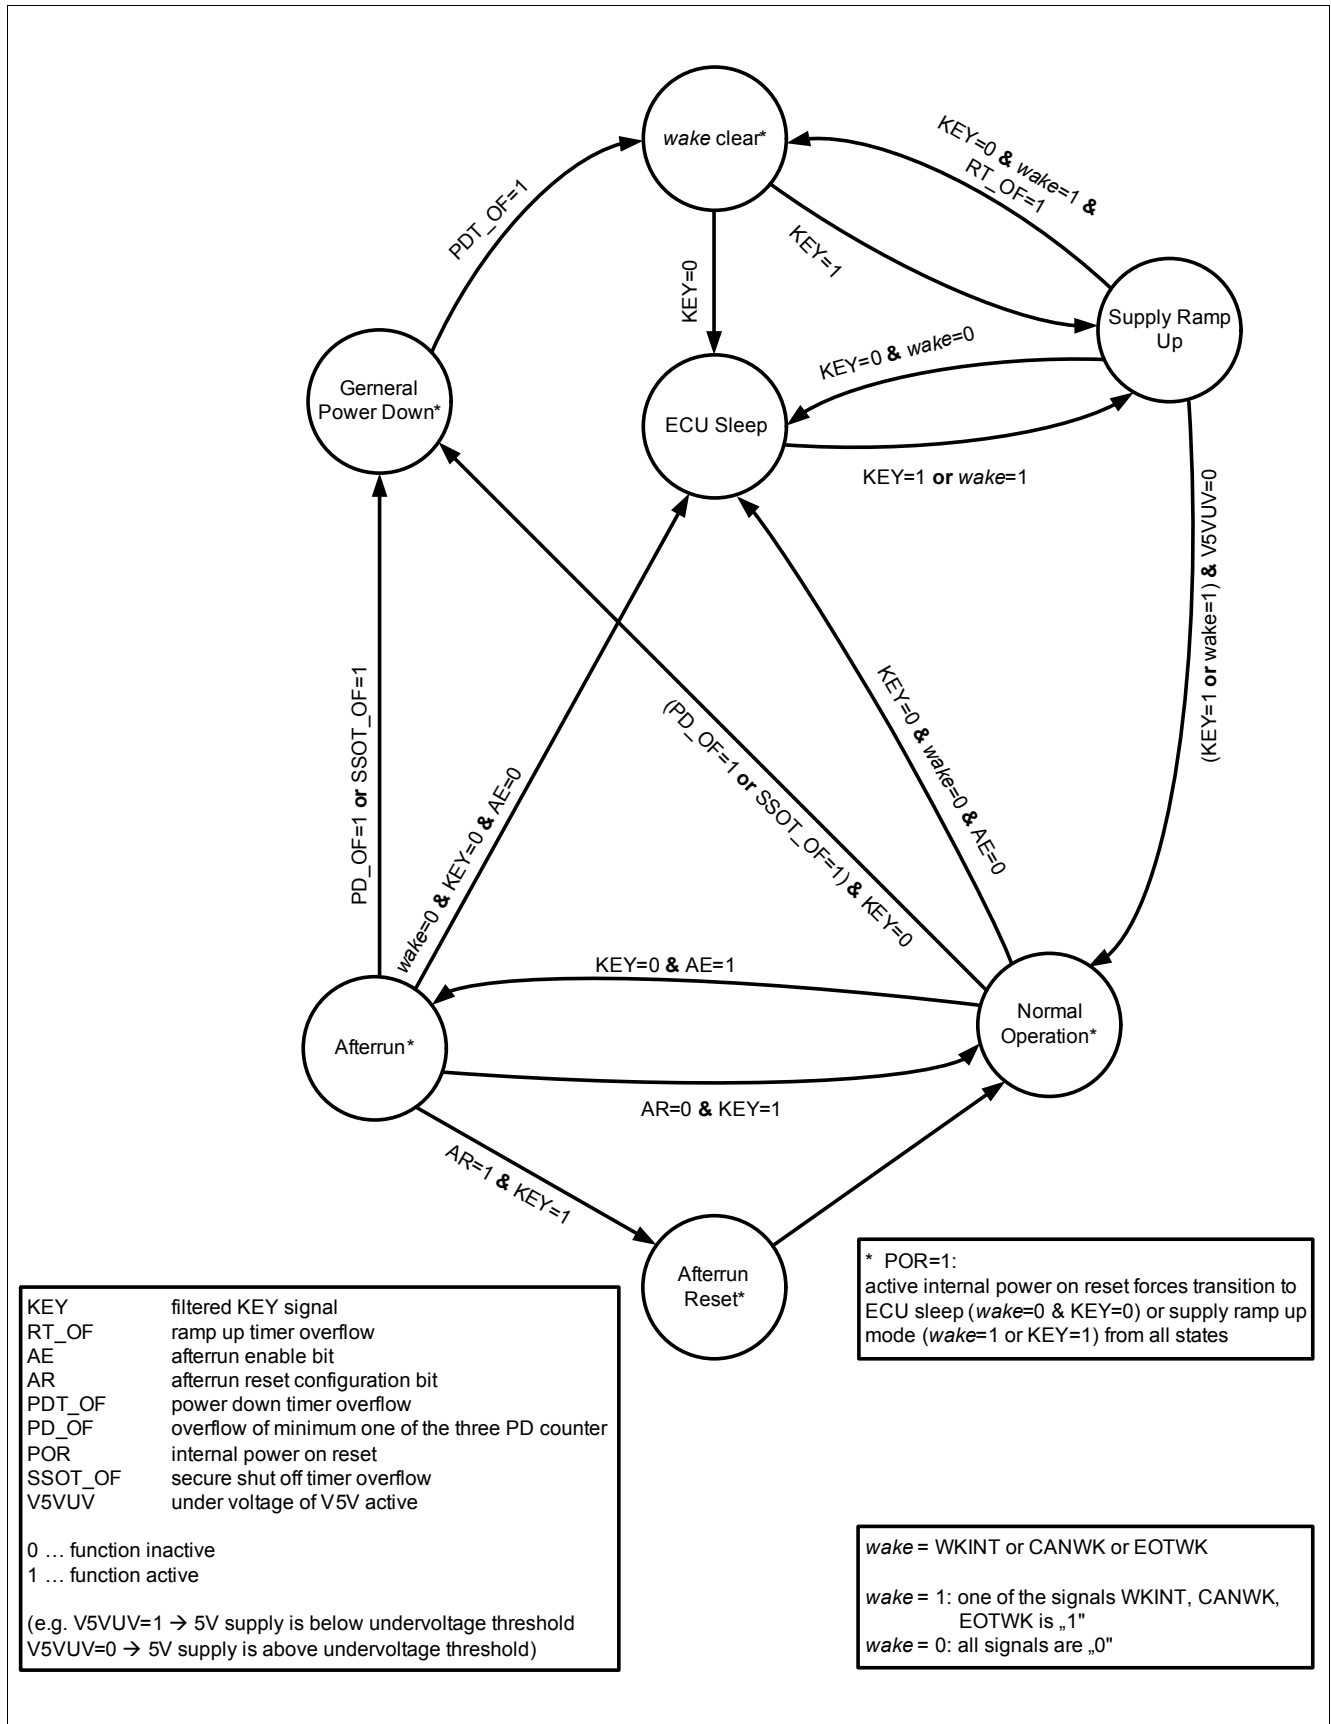 wake clear*
KEY=0 & wake=1 &
RT_OF=1
PDT_OF=1
KEY=1
KEY=0
Supply Ramp
Up
KEY=0 & wake=0
Gerneral
Power Down*
ECU Sleep
KEY=1 or wake=1
(KEY=1 or wake=1) & V5VUV=0
PD_OF=1 or SSOT_OF=1
wake=0 & KEY=0 & AE=0
(PD_OF=1 or SSOT_OF=1) & KEY=0
KEY=0 & wake=0 & AE=0
KEY=0 & AE=1
Normal
Operation*
Afterrun*
AR=0 & KEY=1
AR=1 & KEY=1
Afterrun
Reset*
* POR=1:
active internal power on reset forces transition to
ECU sleep (wake=0 & KEY=0) or supply ramp up
mode (wake=1 or KEY=1) from all states
KEY filtered KEY signal
RT_OF ramp up timer overflow
AE afterrun enable bit
AR afterrun reset configuration bit
PDT_OF power down timer overflow
PD_OF overflow of minimum one of the three PD counter
POR internal power on reset
SSOT_OF secure shut off timer overflow
V5VUV under voltage of V5V active
0 … function inactive
1 … function active
(e.g. V5VUV=1 → 5V supply is below undervoltage threshold
V5VUV=0 → 5V supply is above undervoltage threshold)
wake = WKINT or CANWK or EOTWK
wake = 1: one of the signals WKINT, CANWK,
EOTWK is „1"
wake = 0: all signals are „0"